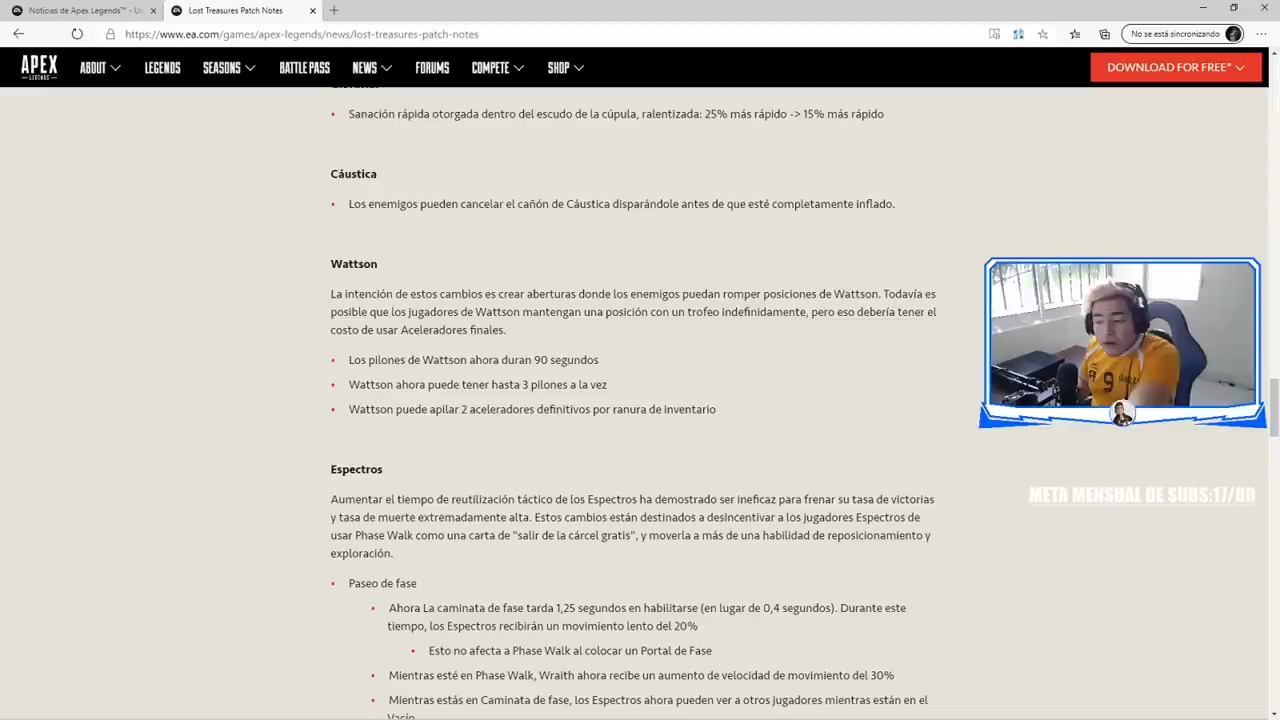 Noticias de Apex Legends™ - U
Lost Treasures Patch Notes
https://www.ea.com/games/apex-legends/news/lost-treasures-patch-notes
No se está sincronizando
APEX
LEGENDS
ABOUT
LEGENDS
SEASONS
BATTLE PASS
NEWS
FORUMS
COMPETE
SHOP
DOWNLOAD FOR FREE*
• Sanación rápida otorgada dentro del escudo de la cúpula, ralentizada: 25% más rápido -> 15% más rápido
Cáustica
• Los enemigos pueden cancelar el cañón de Cáustica disparándole antes de que esté completamente inflado.
Wattson
La intención de estos cambios es crear aberturas donde los enemigos puedan romper posiciones de Wattson. Todavía es
posible que los jugadores de Wattson mantengan una posición con un trofeo indefinidamente, pero eso debería tener el
costo de usar Aceleradores finales.
• Los pilones de Wattson ahora duran 90 segundos
• Wattson ahora puede tener hasta 3 pilones a la vez
• Wattson puede apilar 2 aceleradores definitivos por ranura de inventario
Espectros
Aumentar el tiempo de reutilización táctico de los Espectros ha demostrado ser ineficaz para frenar su tasa de victorias
y tasa de muerte extremadamente alta. Estos cambios están destinados a desincentivar a los jugadores Espectros de
usar Phase Walk como una carta de "salir de la cárcel gratis", y moverla a más de una habilidad de reposicionamiento y
exploración.
• Paseo de fase
• Ahora La caminata de fase tarda 1,25 segundos en habilitarse (en lugar de 0,4 segundos). Durante este
tiempo, los Espectros recibirán un movimiento lento del 20%
• Esto no afecta a Phase Walk al colocar un Portal de Fase
• Mientras esté en Phase Walk, Wraith ahora recibe un aumento de velocidad de movimiento del 30%
• Mientras estás en Caminata de fase, los Espectros ahora pueden ver a otros jugadores mientras están en el
Vacío
META MENSUAL DE SUBS:17/80